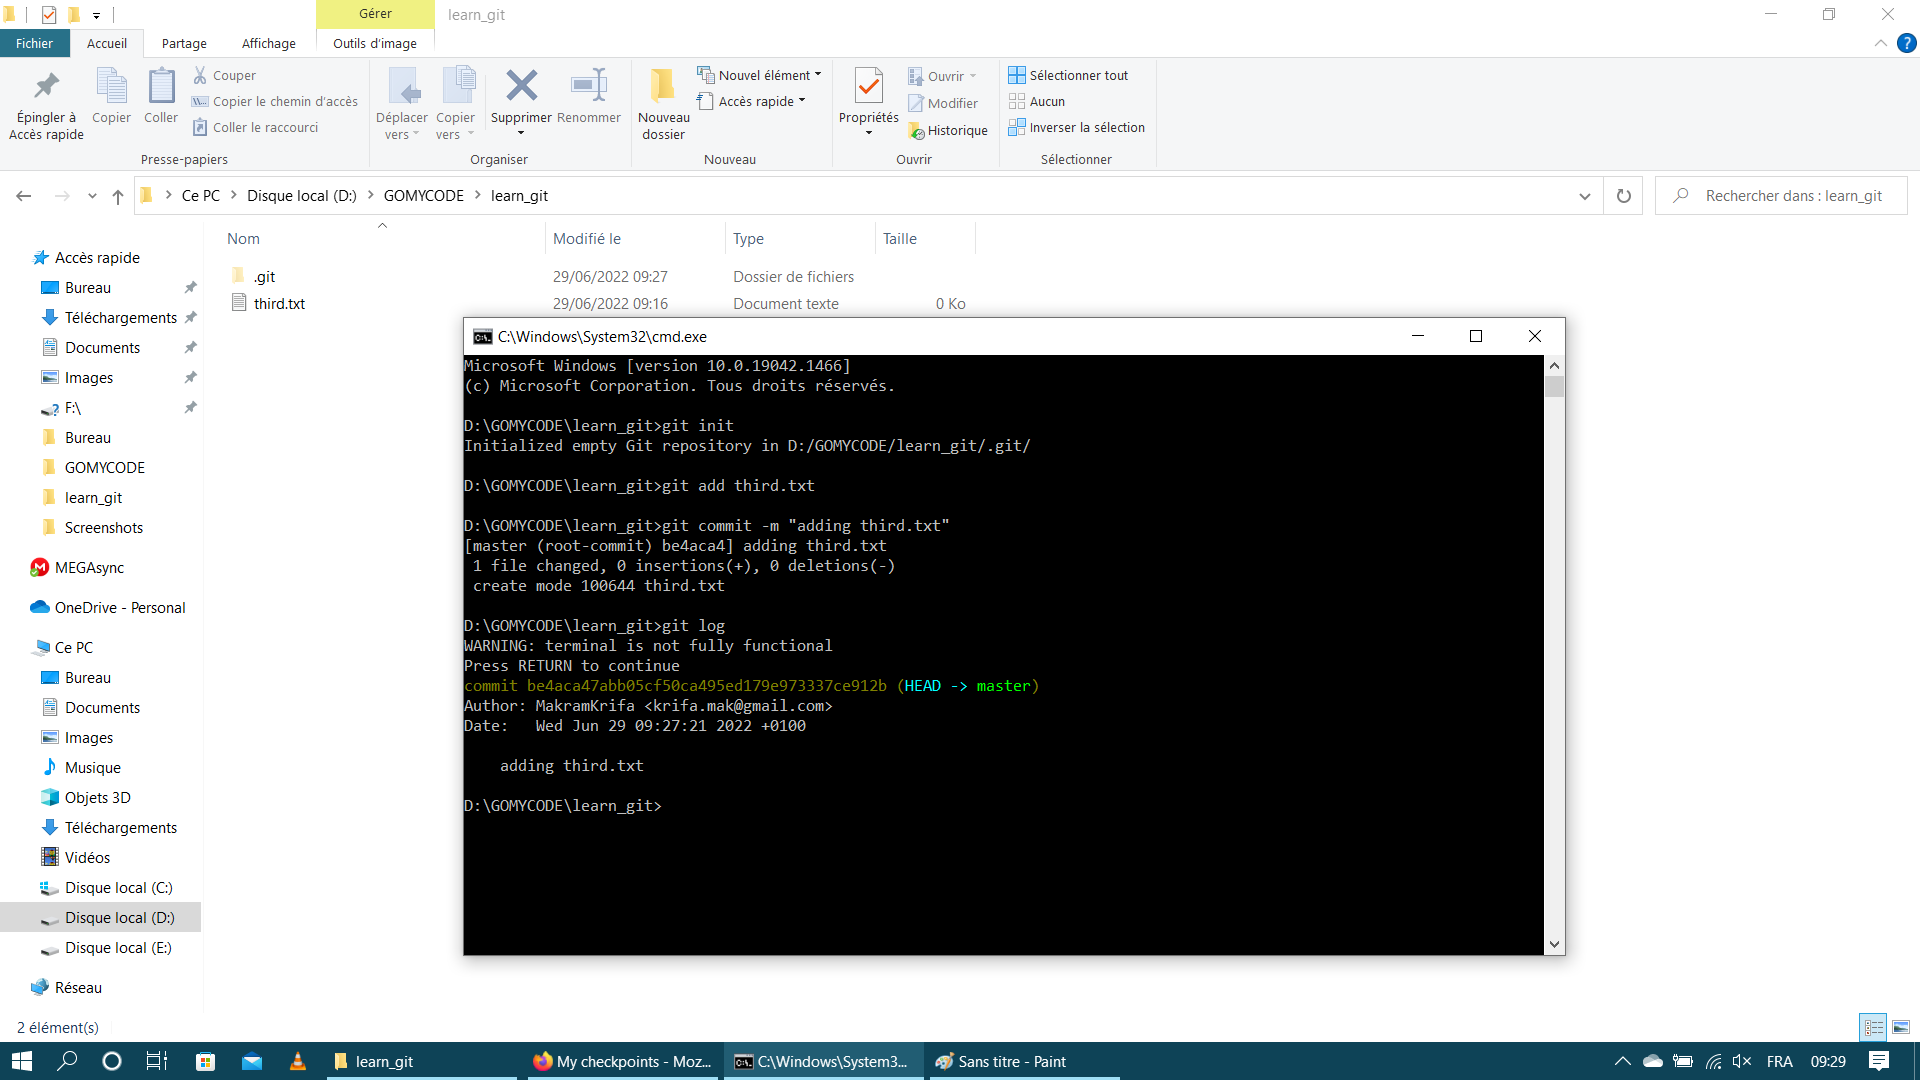 Gérer
learn_git
Fichier
Accueil
Partage
Affichage
Outils d'image
Épingler à Accès rapide
Copier
Coller
Couper
Copier le chemin d'accès
Coller le raccourci
Presse-papiers
Déplacer vers
Copier vers
Supprimer
Renommer
Organiser
Nouveau dossier
Nouvel élément
Accès rapide
Nouveau
Propriétés
Ouvrir
Modifier
Historique
Ouvrir
Sélectionner tout
Aucun
Inverser la sélection
Sélectionner
Ce PC > Disque local (D:) > GOMYCODE > learn_git
Rechercher dans : learn_git
Nom Modifié le Type Taille
.git 29/06/2022 09:27 Dossier de fichiers
third.txt 29/06/2022 09:16 Document texte 0 Ko
Accès rapide
Bureau
Téléchargements
Documents
Images
F:\
Bureau
GOMYCODE
learn_git
Screenshots
MEGAsync
OneDrive - Personal
Ce PC
Bureau
Documents
Images
Musique
Objets 3D
Téléchargements
Vidéos
Disque local (C:)
Disque local (D:)
Disque local (E:)
Réseau
2 élément(s)
C:\Windows\System32\cmd.exe
Microsoft Windows [version 10.0.19042.1466]
(c) Microsoft Corporation. Tous droits réservés.
D:\GOMYCODE\learn_git>git init
Initialized empty Git repository in D:/GOMYCODE/learn_git/.git/
D:\GOMYCODE\learn_git>git add third.txt
D:\GOMYCODE\learn_git>git commit -m "adding third.txt"
[master (root-commit) be4aca4] adding third.txt
1 file changed, 0 insertions(+), 0 deletions(-)
create mode 100644 third.txt
D:\GOMYCODE\learn_git>git log
WARNING: terminal is not fully functional
Press RETURN to continue
commit be4aca47abb05cf50ca495ed179e973337ce912b (HEAD -> master)
Author: MakramKrifa <krifa.mak@gmail.com>
Date:   Wed Jun 29 09:27:21 2022 +0100
adding third.txt
D:\GOMYCODE\learn_git>
learn_git
My checkpoints - Moz...
C:\Windows\System3...
Sans titre - Paint
FRA
09:29